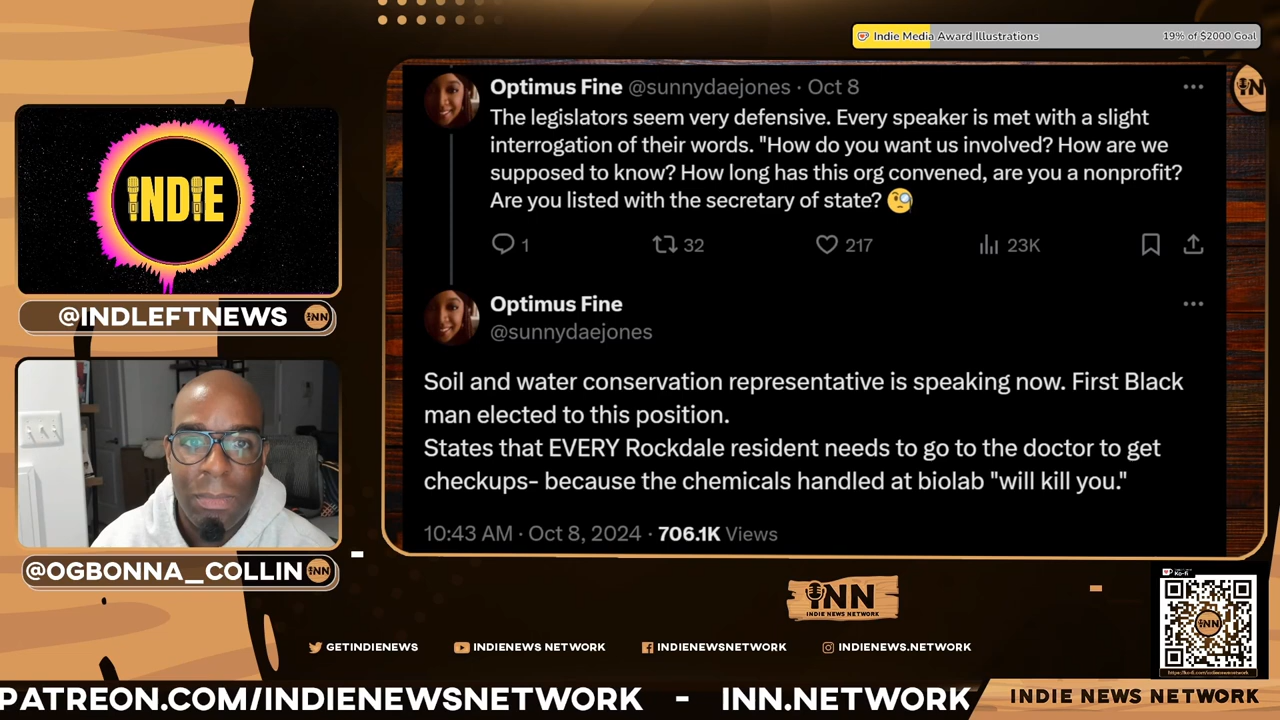 Indie Media Award Illustrations
19% of $2000 Goal
INDIE
@INDLEFTNEWS
INN
@OGBONNA_COLLIN
INN
Optimus Fine @sunnydaejones · Oct 8
The legislators seem very defensive. Every speaker is met with a slight
interrogation of their words. "How do you want us involved? How are we
supposed to know? How long has this org convened, are you a nonprofit?
Are you listed with the secretary of state? 🧐
1 32 217 23K
Optimus Fine
@sunnydaejones
Soil and water conservation representative is speaking now. First Black
man elected to this position.
States that EVERY Rockdale resident needs to go to the doctor to get
checkups- because the chemicals handled at biolab "will kill you."
10:43 AM · Oct 8, 2024 · 706.1K Views
INN
INDIE NEWS NETWORK
GETINDIENEWS
INDIENEWS NETWORK
INDIENEWSNETWORK
INDIENEWS.NETWORK
Ko-fi
INN
PATREON.COM/INDIENEWSNETWORK - INN.NETWORK
INDIE NEWS NETWORK